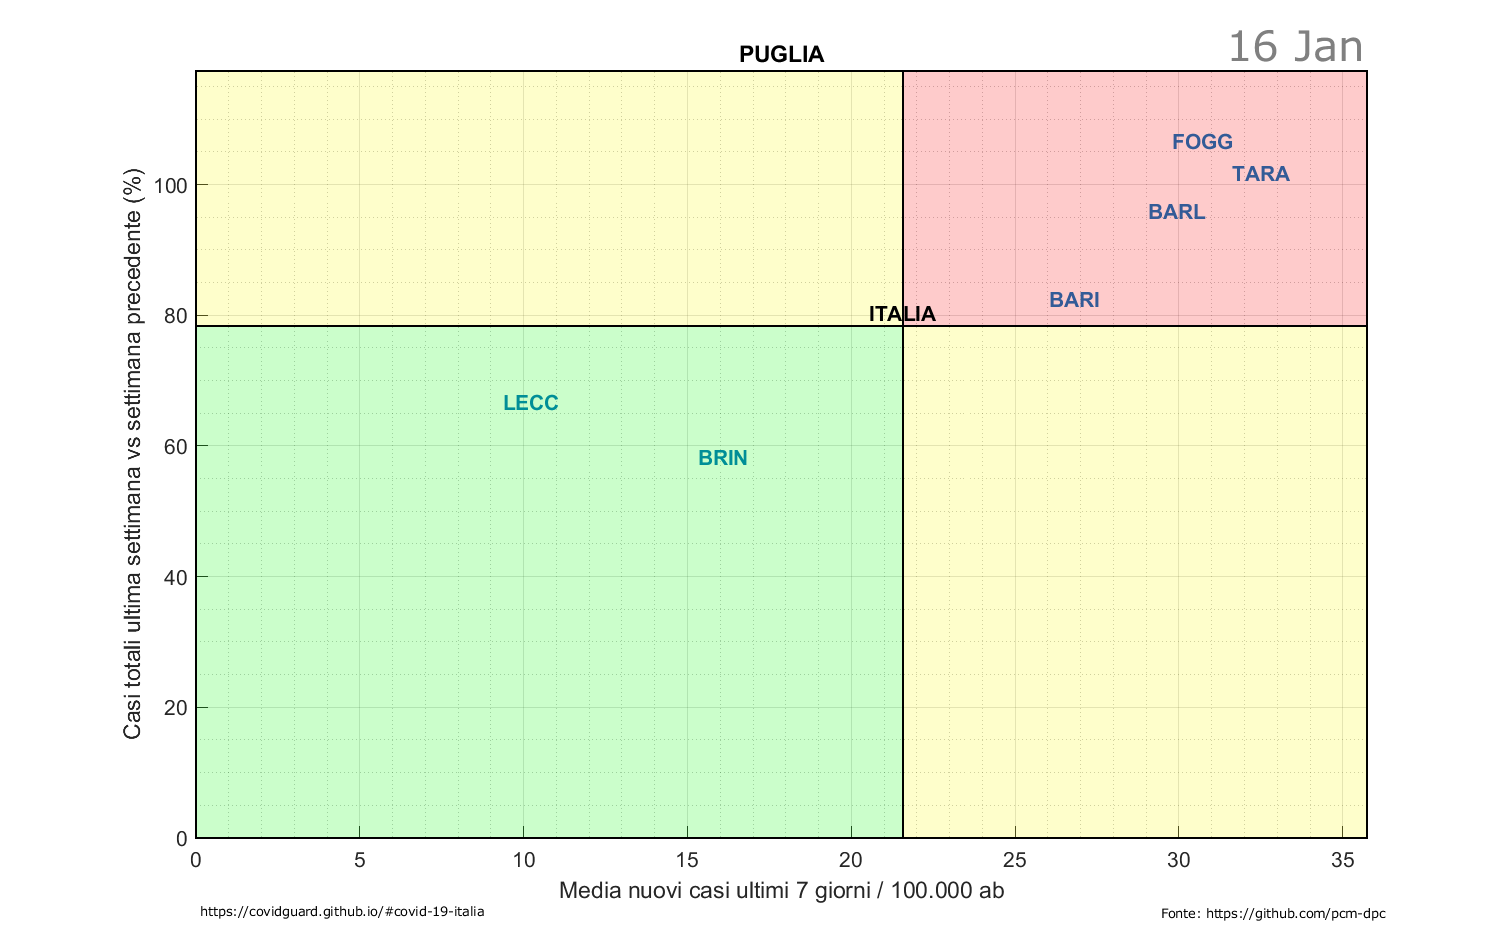 16 Jan
PUGLIA
FOGG
TARA
BARL
BARI
ITALIA
LECC
BRIN
Casi totali ultima settimana vs settimana precedente (%)
100
80
60
40
20
0
0 5 10 15 20 25 30 35
Media nuovi casi ultimi 7 giorni / 100.000 ab
https://covidguard.github.io/#covid-19-italia
Fonte: https://github.com/pcm-dpc